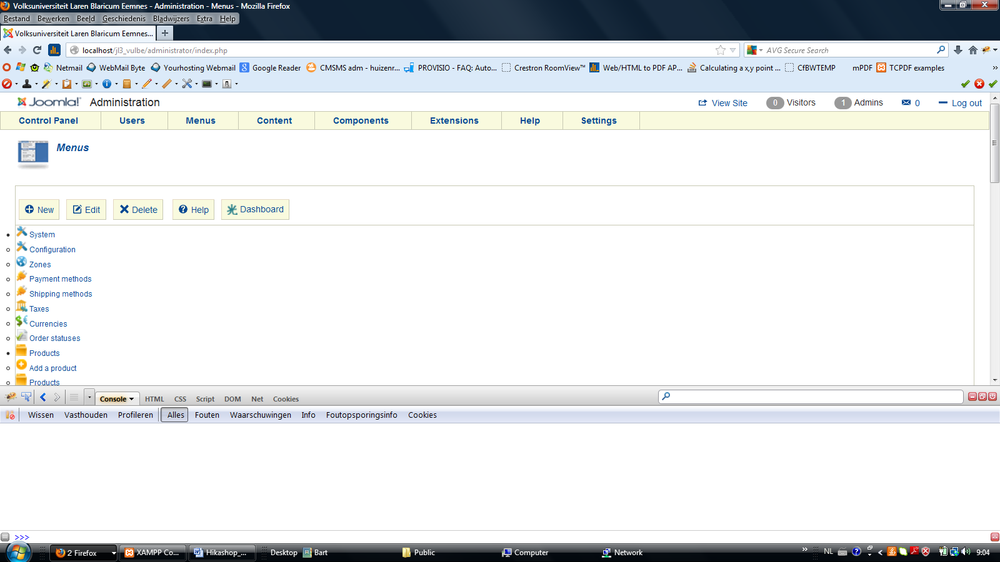 Volksuniversiteit Laren Blaricum Eemnes - Administration - Menus - Mozilla Firefox
Bestand Bewerken Beeld Geschiedenis Bladwijzers Extra Help
Volksuniversiteit Laren Blaricum Eemnes...
localhost/jl3_vulbe/administrator/index.php AVG Secure Search
Netmail WebMail Byte Yourhosting Webmail Google Reader CMSMS adm - huizenr... PROVISIO - FAQ: Auto... Crestron RoomView™ Web/HTML to PDF AP... Calculating a x,y point ... CfBWTEMP mPDF TCPDF examples »
Joomla! Administration View Site 0 Visitors 1 Admins 0 Log out
Control Panel Users Menus Content Components Extensions Help Settings
Menus
New Edit Delete Help Dashboard
System
Configuration
Zones
Payment methods
Shipping methods
Taxes
Currencies
Order statuses
Products
Add a product
Products
Console HTML CSS Script DOM Net Cookies
Wissen Vasthouden Profileren Alles Fouten Waarschuwingen Info Foutopsporingsinfo Cookies
>>>
2 Firefox XAMPP Co... Hikashop_... Desktop Bart Public Computer Network » NL 9:04